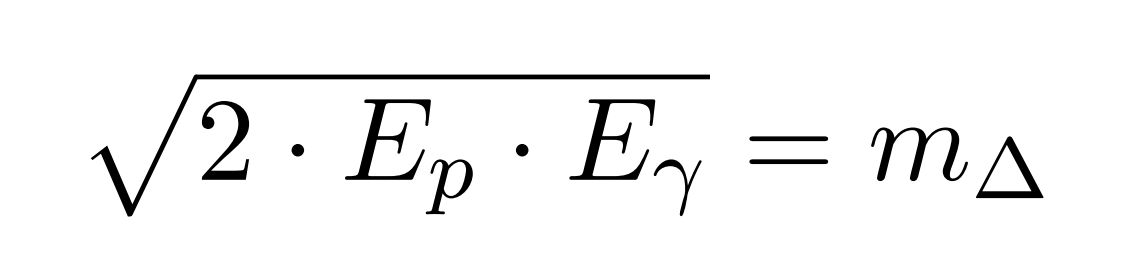 √(2 · E_p · E_γ) = m_Δ